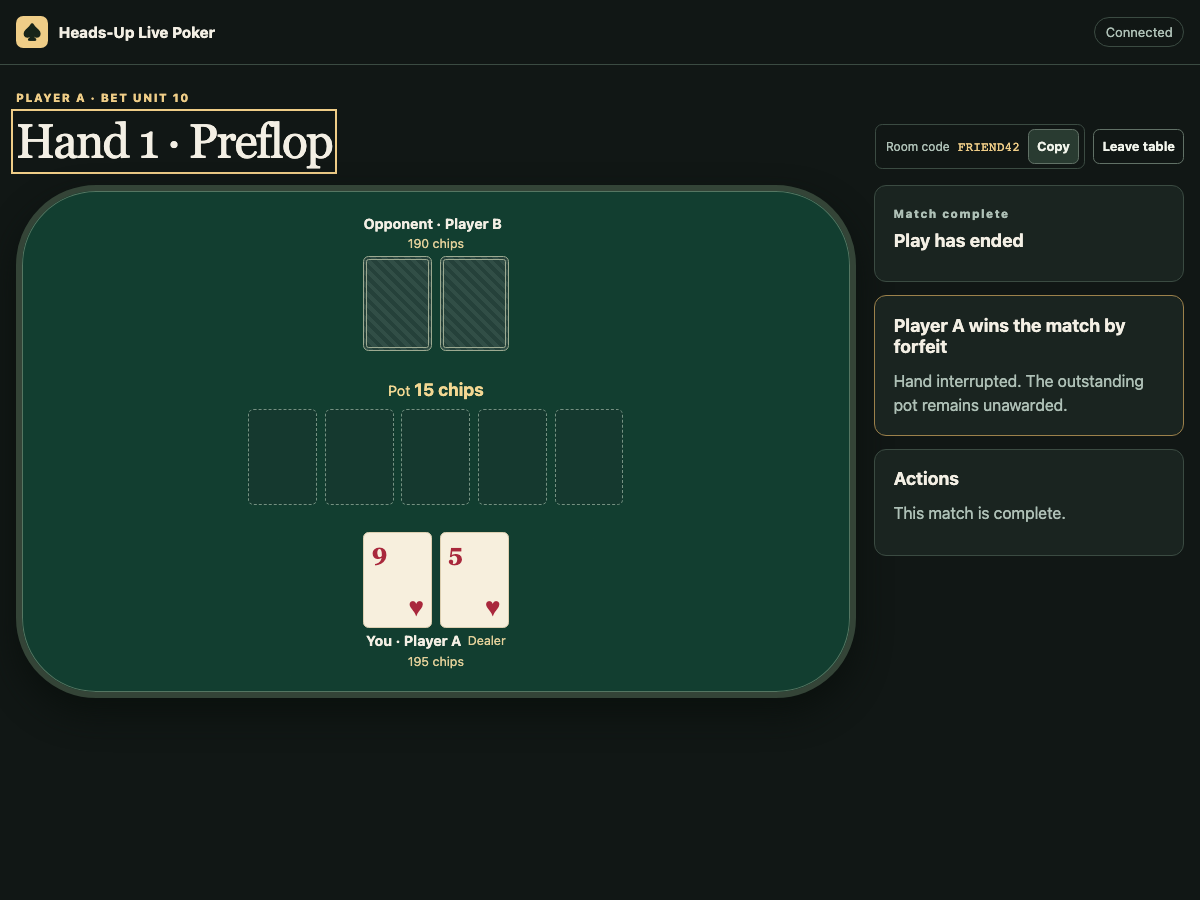 Heads-Up Live Poker
Connected
PLAYER A · BET UNIT 10
Hand 1 · Preflop
Room code FRIEND42 Copy Leave table
Opponent · Player B
190 chips
Pot 15 chips
9 5
You · Player A Dealer
195 chips
Match complete
Play has ended
Player A wins the match by
forfeit
Hand interrupted. The outstanding
pot remains unawarded.
Actions
This match is complete.